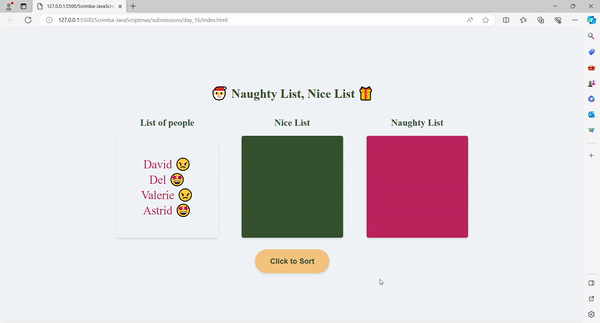 127.0.0.1:5500/Scrimba-JavaScript
127.0.0.1:5500/Scrimba-JavaScriptmas/submissions/day_16/index.html
🎅 Naughty List, Nice List 🎁
List of people
Nice List
Naughty List
David 😠
Del 🤩
Valerie 😠
Astrid 🤩
Click to Sort